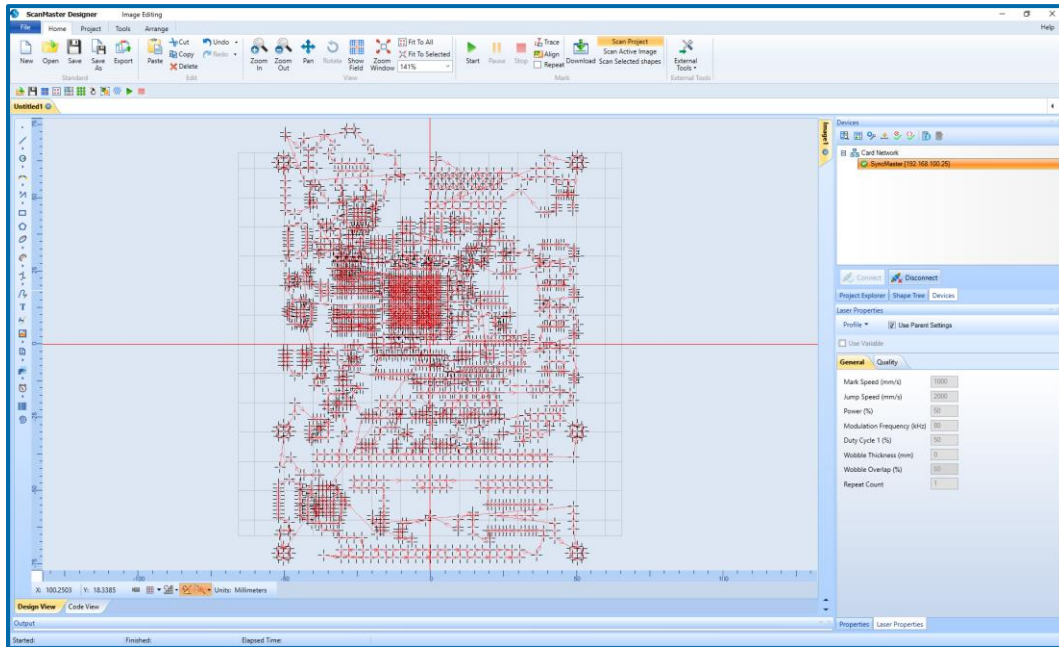 ScanMaster Designer Image Editing
File Home Project Tools Arrange Help
New Open Save Save As Export
Standard
Paste Cut Copy Delete Undo Redo
Edit
Zoom In Zoom Out Pan Rotate Show Field Zoom Window Fit To All Fit To Selected 141%
View
Start Pause Stop Trace Align Repeat Download Scan Project Scan Active Image Scan Selected shapes
Mark
External Tools
External Tools
Untitled1
Image1
Devices
Card Network
SyncMaster [192.168.100.25]
Connect Disconnect
Project Explorer Shape Tree Devices
Laser Properties
Profile Use Parent Settings
Use Variable
General Quality
Mark Speed (mm/s) 1000
Jump Speed (mm/s) 2000
Power (%) 50
Modulation Frequency (kHz)
Duty Cycle 1 (%) 50
Wobble Thickness (mm) 0
Wobble Overlap (%)
Repeat Count 1
-100 -50 0 50 100
X: 100.2503 Y: 18.3385 Units: Millimeters
Design View Code View
Output
Properties Laser Properties
Started: Finished: Elapsed Time: